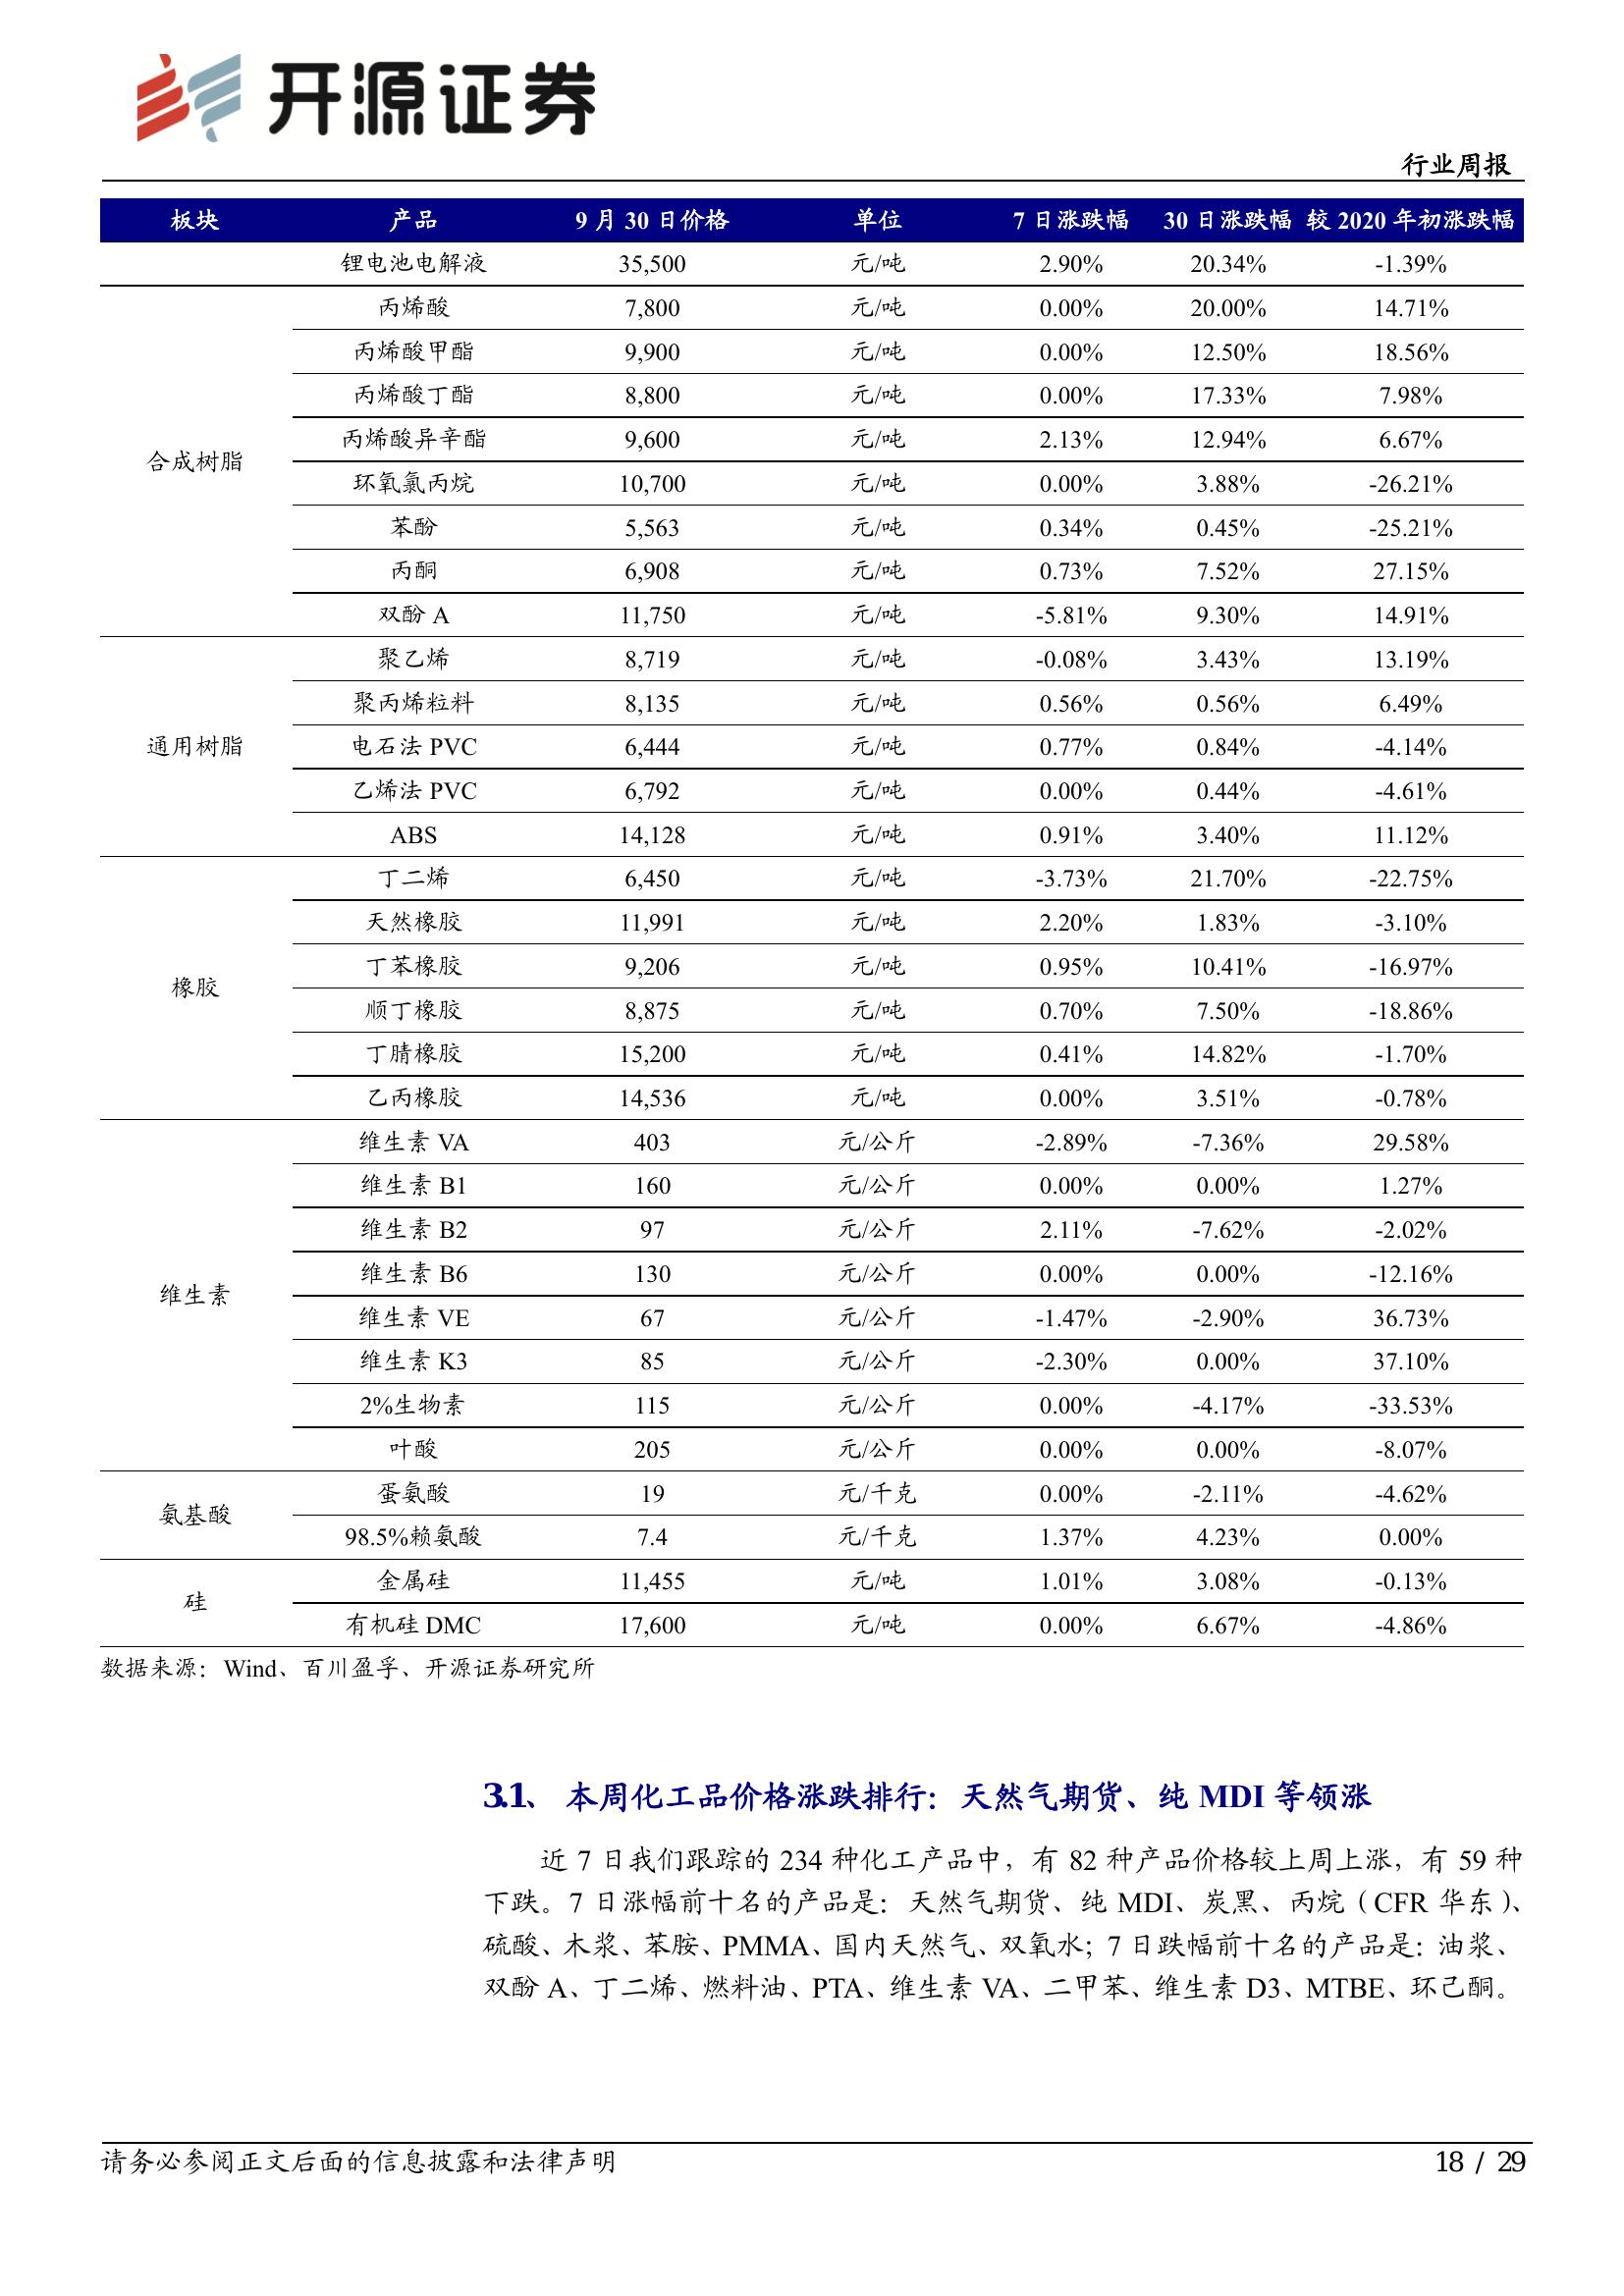 开源证券
行业周报
板块 产品 9 月 30 日价格 单位 7 日涨跌幅 30 日涨跌幅 较 2020 年初涨跌幅
锂电池电解液 35,500 元/吨 2.90% 20.34% -1.39%
丙烯酸 7,800 元/吨 0.00% 20.00% 14.71%
丙烯酸甲酯 9,900 元/吨 0.00% 12.50% 18.56%
丙烯酸丁酯 8,800 元/吨 0.00% 17.33% 7.98%
丙烯酸异辛酯 9,600 元/吨 2.13% 12.94% 6.67%
合成树脂
环氧氯丙烷 10,700 元/吨 0.00% 3.88% -26.21%
苯酚 5,563 元/吨 0.34% 0.45% -25.21%
丙酮 6,908 元/吨 0.73% 7.52% 27.15%
双酚 A 11,750 元/吨 -5.81% 9.30% 14.91%
聚乙烯 8,719 元/吨 -0.08% 3.43% 13.19%
聚丙烯粒料 8,135 元/吨 0.56% 0.56% 6.49%
通用树脂 电石法 PVC 6,444 元/吨 0.77% 0.84% -4.14%
乙烯法 PVC 6,792 元/吨 0.00% 0.44% -4.61%
ABS 14,128 元/吨 0.91% 3.40% 11.12%
丁二烯 6,450 元/吨 -3.73% 21.70% -22.75%
天然橡胶 11,991 元/吨 2.20% 1.83% -3.10%
丁苯橡胶 9,206 元/吨 0.95% 10.41% -16.97%
橡胶
顺丁橡胶 8,875 元/吨 0.70% 7.50% -18.86%
丁腈橡胶 15,200 元/吨 0.41% 14.82% -1.70%
乙丙橡胶 14,536 元/吨 0.00% 3.51% -0.78%
维生素 VA 403 元/公斤 -2.89% -7.36% 29.58%
维生素 B1 160 元/公斤 0.00% 0.00% 1.27%
维生素 B2 97 元/公斤 2.11% -7.62% -2.02%
维生素 B6 130 元/公斤 0.00% 0.00% -12.16%
维生素
维生素 VE 67 元/公斤 -1.47% -2.90% 36.73%
维生素 K3 85 元/公斤 -2.30% 0.00% 37.10%
2%生物素 115 元/公斤 0.00% -4.17% -33.53%
叶酸 205 元/公斤 0.00% 0.00% -8.07%
蛋氨酸 19 元/千克 0.00% -2.11% -4.62%
氨基酸
98.5%赖氨酸 7.4 元/千克 1.37% 4.23% 0.00%
金属硅 11,455 元/吨 1.01% 3.08% -0.13%
硅
有机硅 DMC 17,600 元/吨 0.00% 6.67% -4.86%
数据来源：Wind、百川盈孚、开源证券研究所
3.1、 本周化工品价格涨跌排行：天然气期货、纯 MDI 等领涨
近 7 日我们跟踪的 234 种化工产品中，有 82 种产品价格较上周上涨，有 59 种
下跌。7 日涨幅前十名的产品是：天然气期货、纯 MDI、炭黑、丙烷（CFR 华东）、
硫酸、木浆、苯胺、PMMA、国内天然气、双氧水；7 日跌幅前十名的产品是：油浆、
双酚 A、丁二烯、燃料油、PTA、维生素 VA、二甲苯、维生素 D3、MTBE、环己酮。
请务必参阅正文后面的信息披露和法律声明 18 / 29